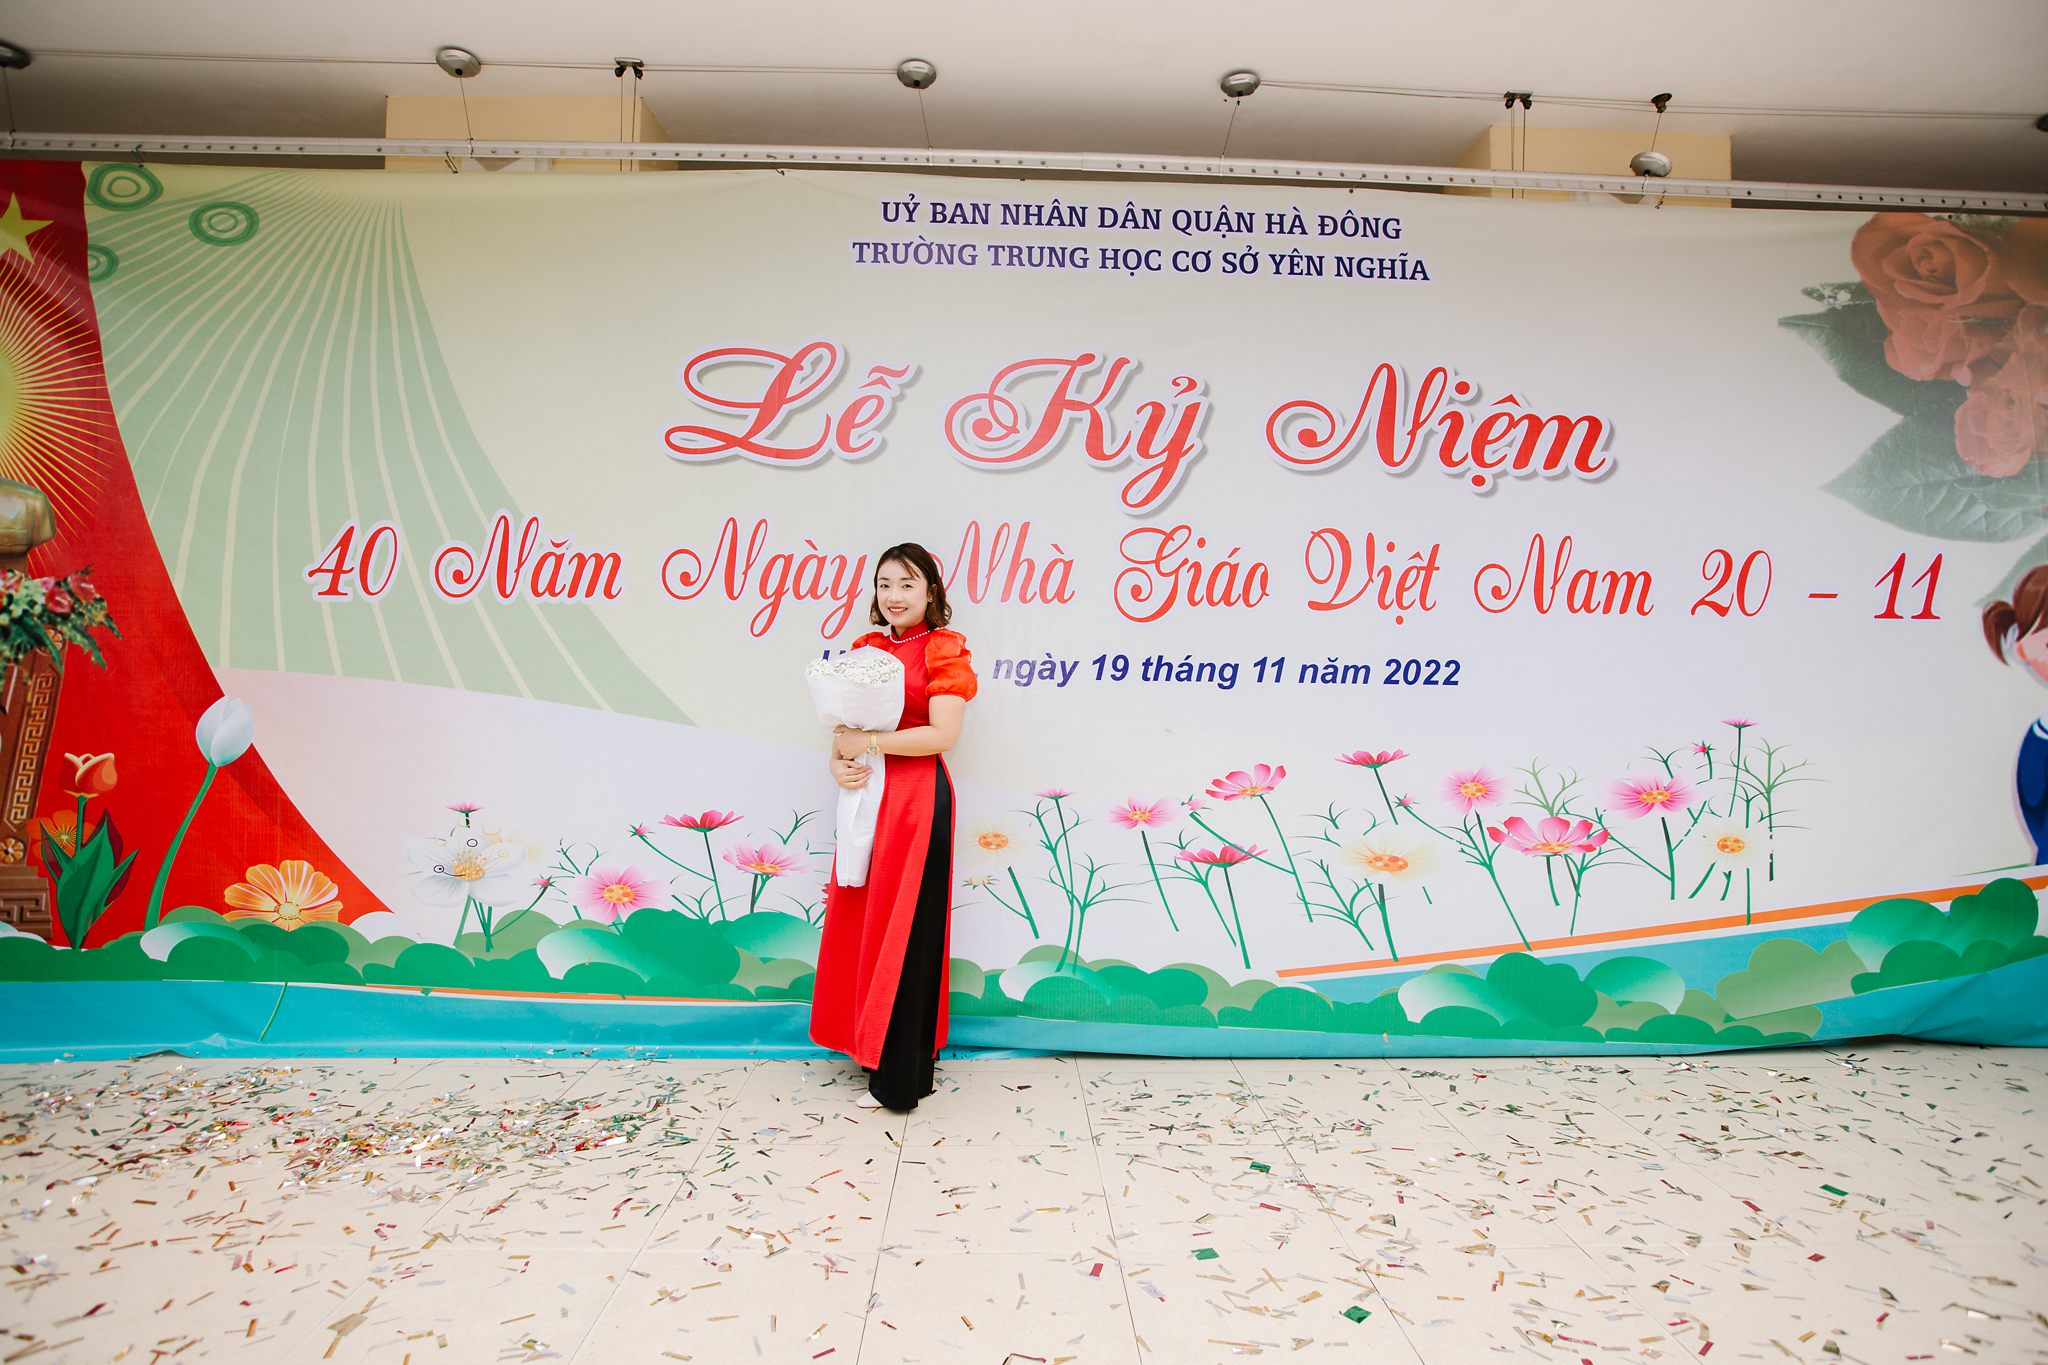 UỶ BAN NHÂN DÂN QUẬN HÀ ĐÔNG
TRƯỜNG TRUNG HỌC CƠ SỞ YÊN NGHĨA
Lễ Kỷ Niệm
40 Năm Ngày Nhà Giáo Việt Nam 20 - 11
ngày 19 tháng 11 năm 2022